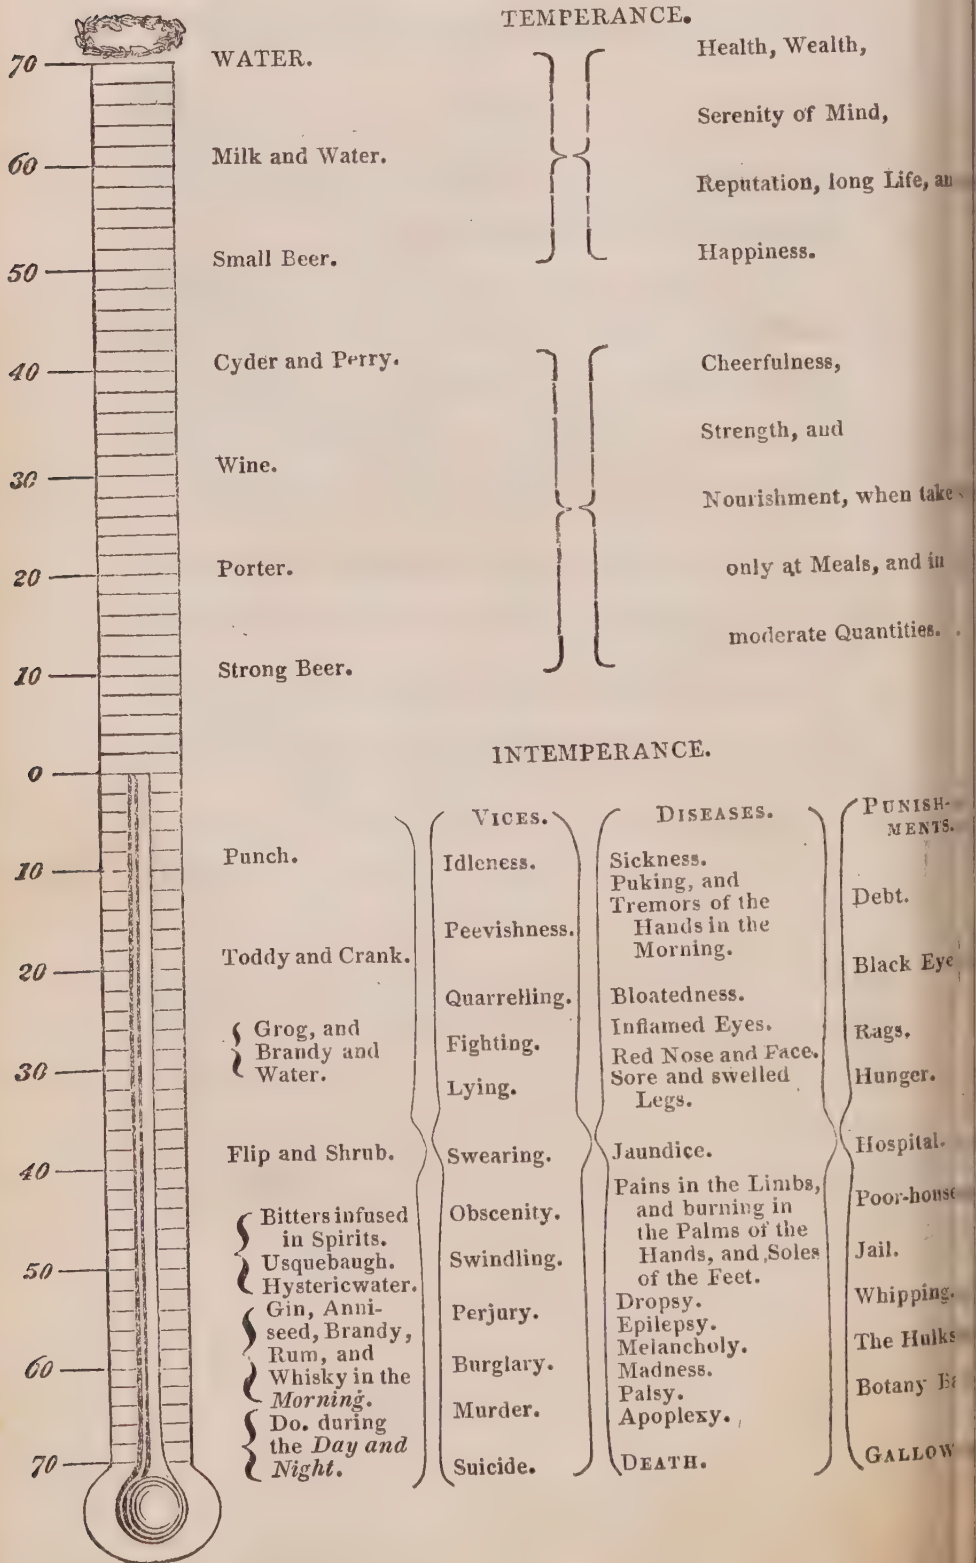 TEMPERANCE.
70 WATER. Health, Wealth,
Serenity of Mind,
60 Milk and Water.
Reputation, long Life,
50 Small Beer. Happiness.
40 Cyder and Perry. Cheerfulness,
Strength, and
30 Wine.
Nourishment, when
20 Porter. only at Meals, and in
moderate Quantities.
10 Strong Beer.
INTEMPERANCE.
0
10
20
30
40
50
60
70
Punch.
Toddy and Crank.
Grog, and
Brandy and
Water.
Flip and Shrub.
Bitters infused
in Spirits.
Usquebaugh.
Hystericwater.
Gin, Anni-
seed, Brandy,
Rum, and
Whisky in the
Morning.
Do. during
the Day and
Night.
VICES.
Idleness.
Peevishness.
Quarrelling.
Fighting.
Lying.
Swearing.
Obscenity.
Swindling.
Perjury.
Burglary.
Murder.
Suicide.
DISEASES.
Sickness.
Puking, and
Tremors of the
Hands in the
Morning.
Bloatedness.
Inflamed Eyes.
Red Nose and Face.
Sore and swelled
Legs.
Jaundice.
Pains in the Limbs,
and burning in
the Palms of the
Hands, and Soles
of the Feet.
Dropsy.
Epilepsy.
Melancholy.
Madness.
Palsy.
Apoplexy.
DEATH.
PUNISH-
MENTS.
Debt.
Black Eye
Rags.
Hunger.
Hospital.
Poor-house
Jail.
Whipping.
The Hulks
Botany
GALLOW